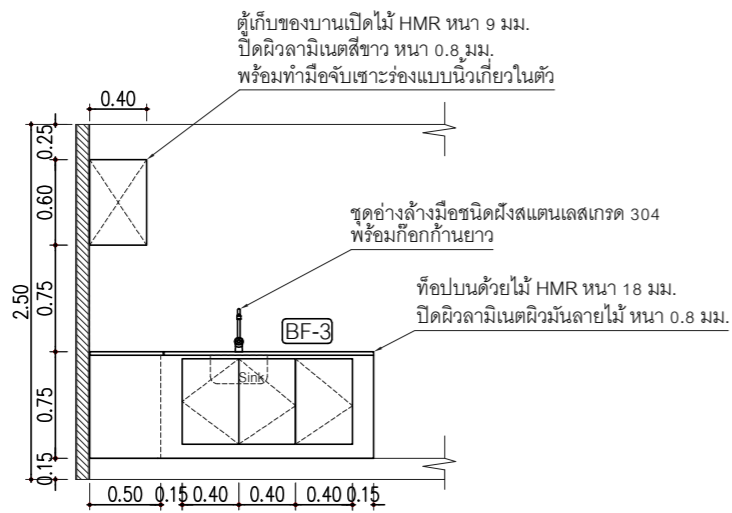 ตู้เก็บของบานเปิดไม้ HMR หนา 9 มม.
ปิดผิวลามิเนตสีขาว หนา 0.8 มม.
พร้อมทำมือจับเซาะร่องแบบนิ้วเกี่ยวในตัว
0.40
0.25
0.60
ชุดอ่างล้างมือชนิดฝังสแตนเลสเกรด 304
พร้อมก๊อกก้านยาว
2.50
0.75
ท็อปบนด้วยไม้ HMR หนา 18 มม.
ปิดผิวลามิเนตผิวมันลายไม้ หนา 0.8 มม.
BF-3
Sink
0.75
0.15
0.50 0.15 0.40 0.40 0.40 0.15